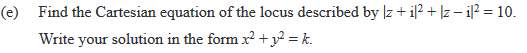 (e) Find the Cartesian equation of the locus described by |z + i|² + |z – i|² = 10.
Write your solution in the form x² + y² = k.